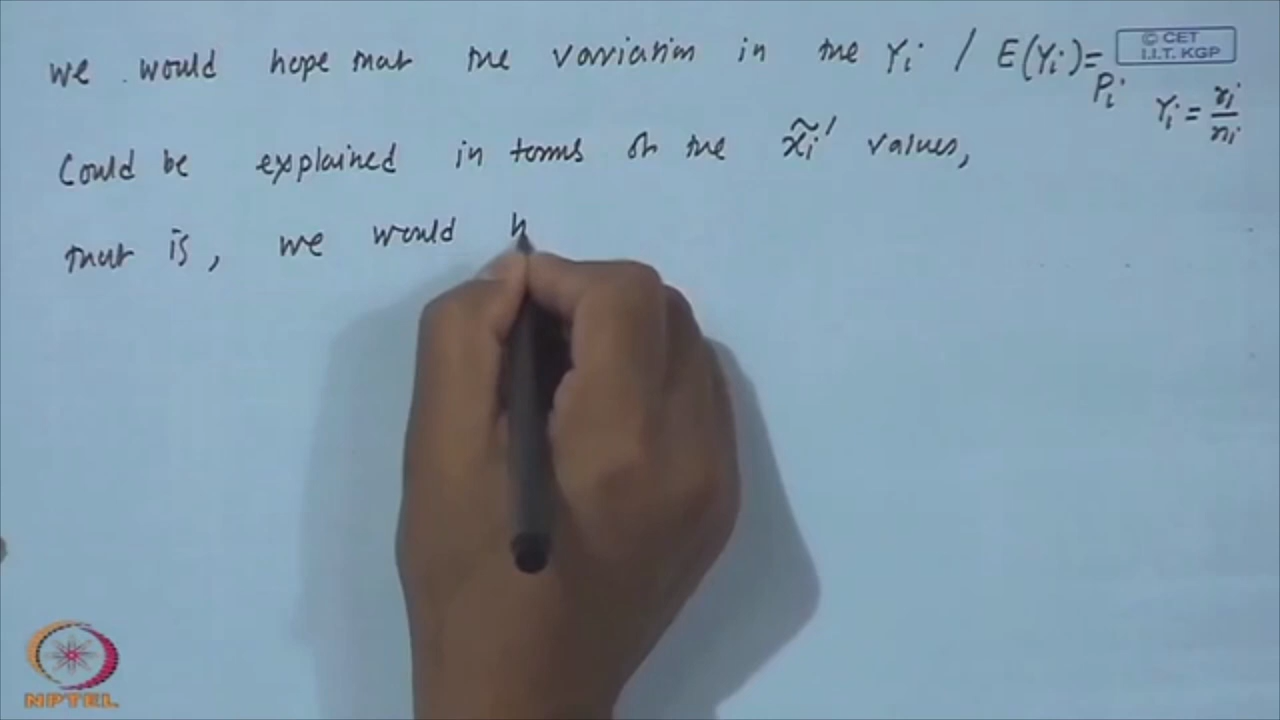 we would hope that the variation in the Yi / E(Yi)=
Pi
© CET
I.I.T. KGP
Yi = ri/ni
Could be explained in terms of the x̃i′ values,
that is, we would h
NPTEL